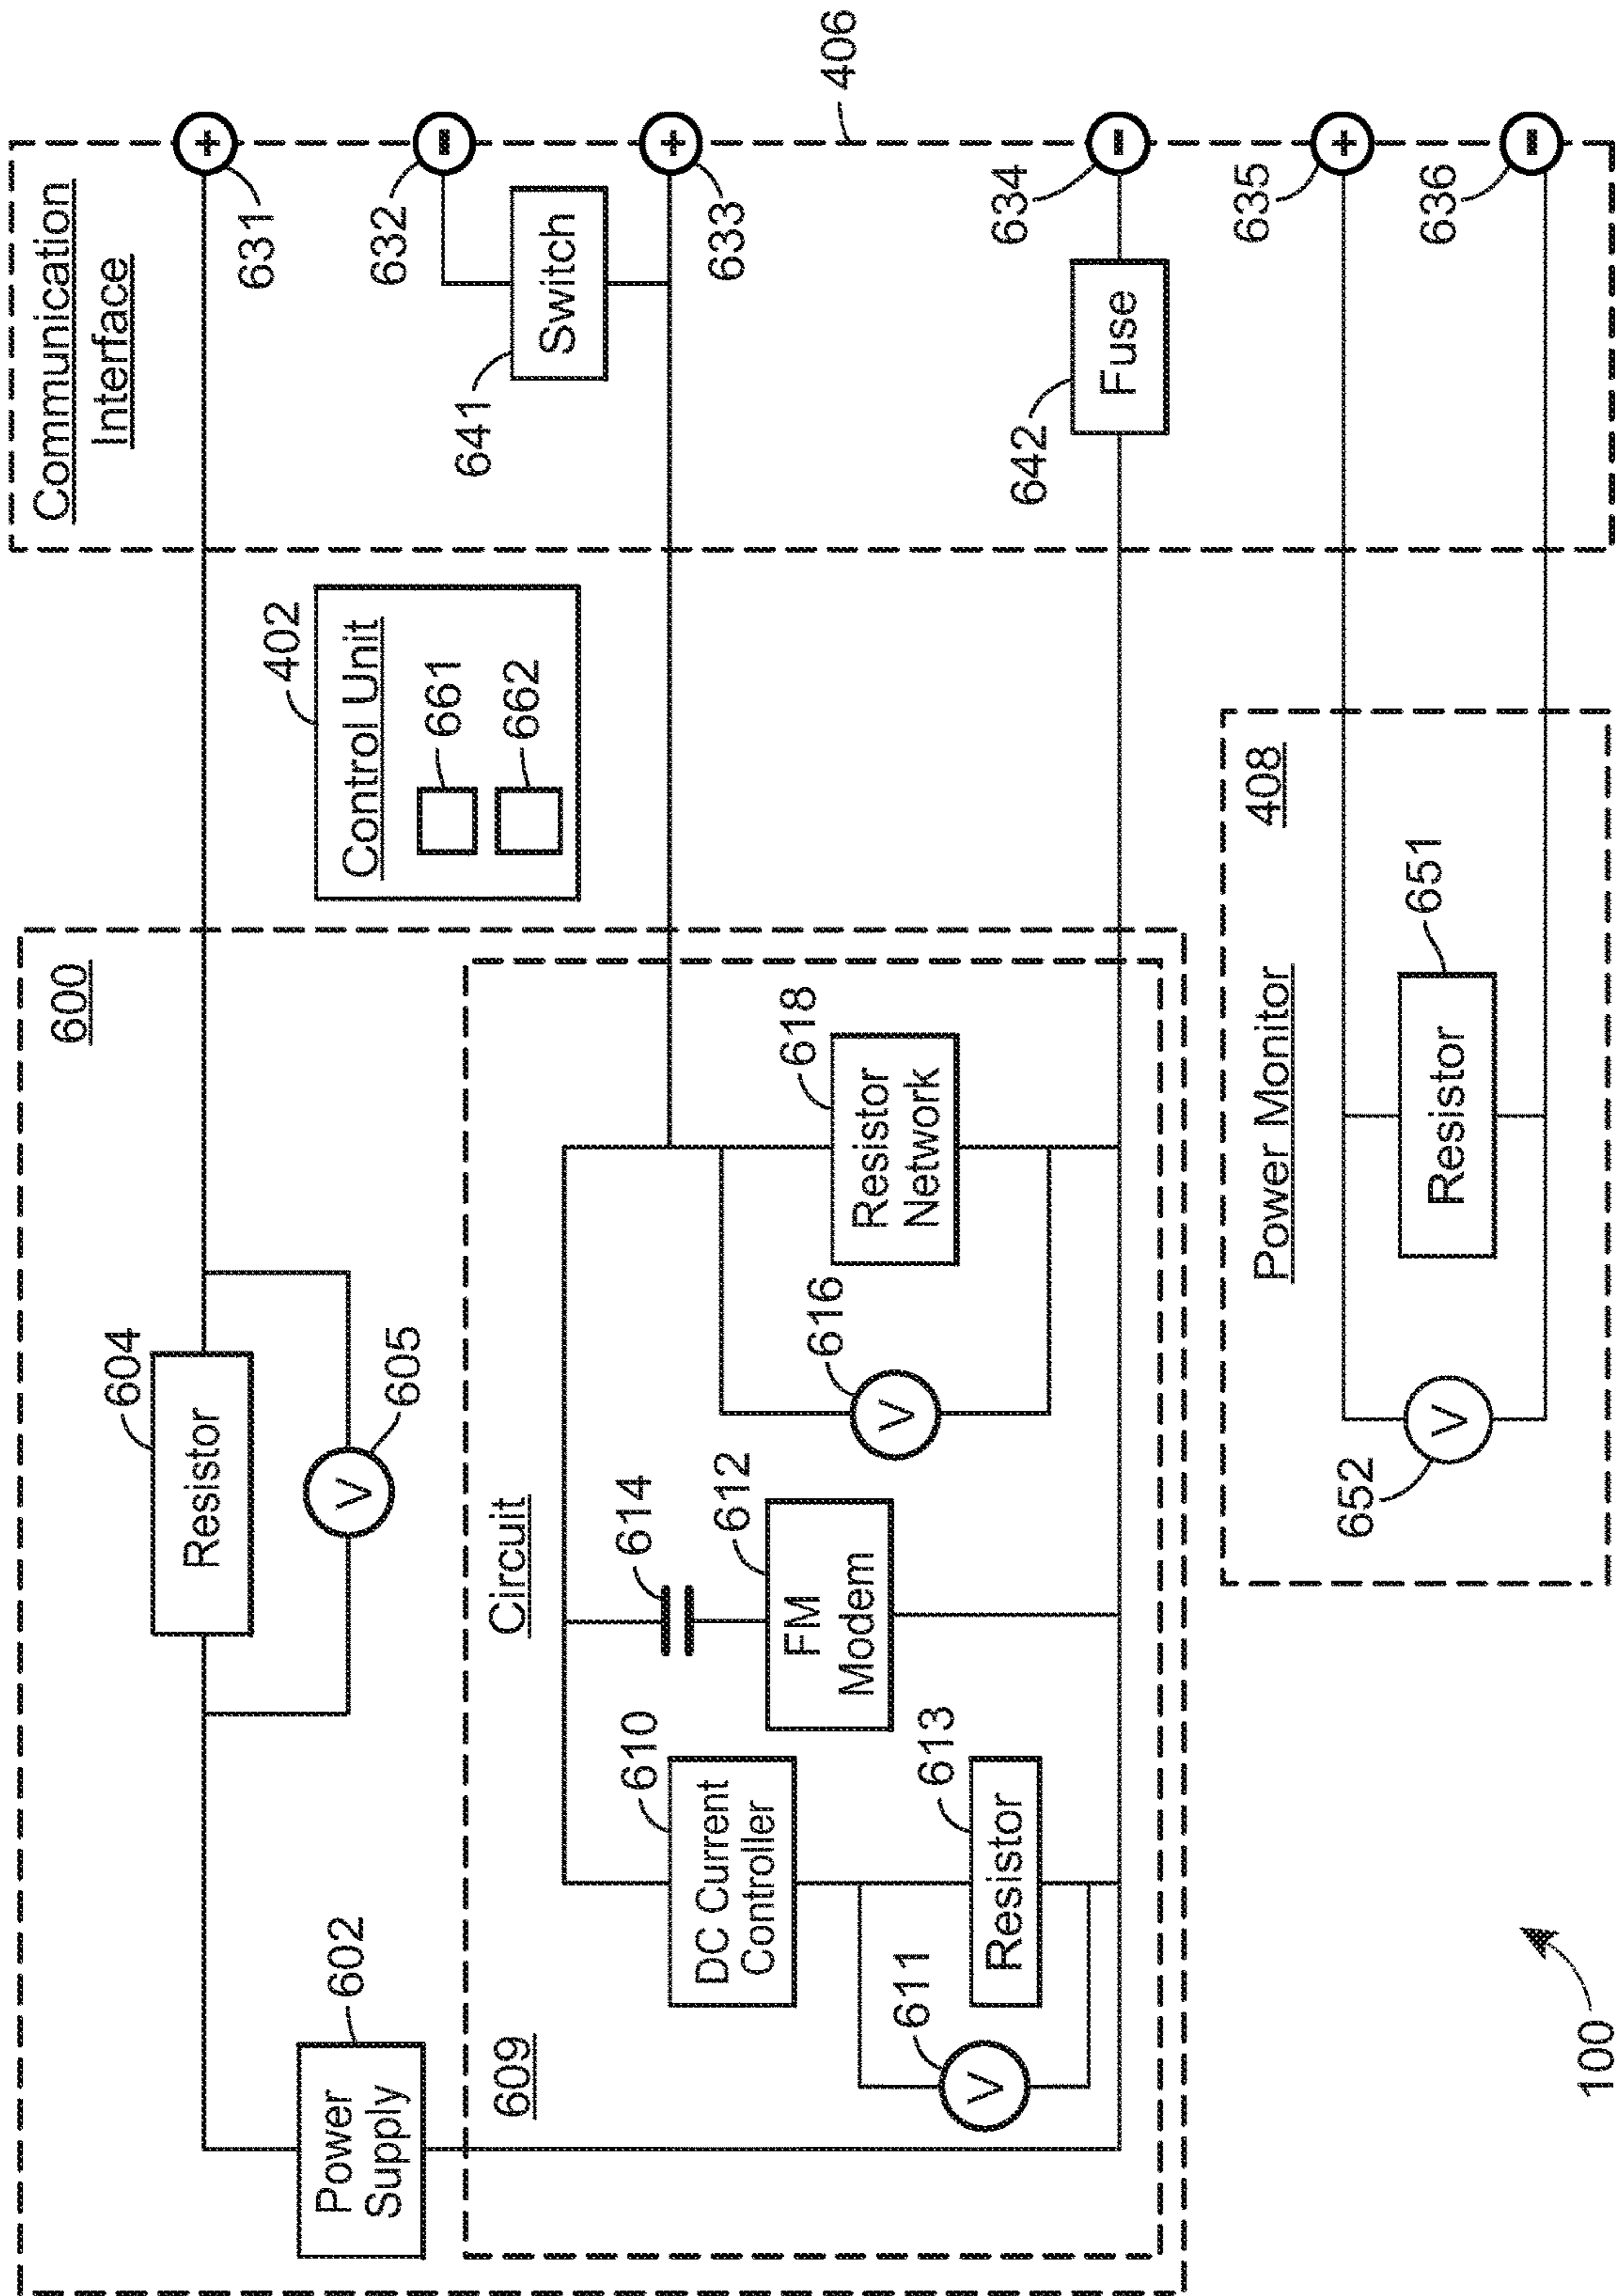 600
602
Power
Supply
604
Resistor
605
V
609
Circuit
610
DC Current
Controller
611
V
613
Resistor
614
612
FM
Modem
616
V
618
Resistor
Network
402
Control Unit
661
662
Communication
Interface
406
+
631
-
632
641
Switch
+
633
-
634
642
Fuse
+
635
-
636
408
Power Monitor
651
Resistor
652
V
100